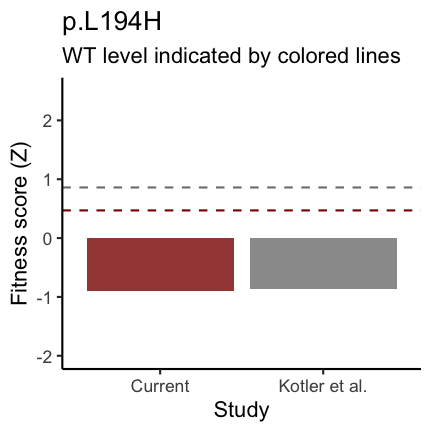 p.L194H
WT level indicated by colored lines
Fitness score (Z)
2
1
0
-1
-2
Current
Kotler et al.
Study